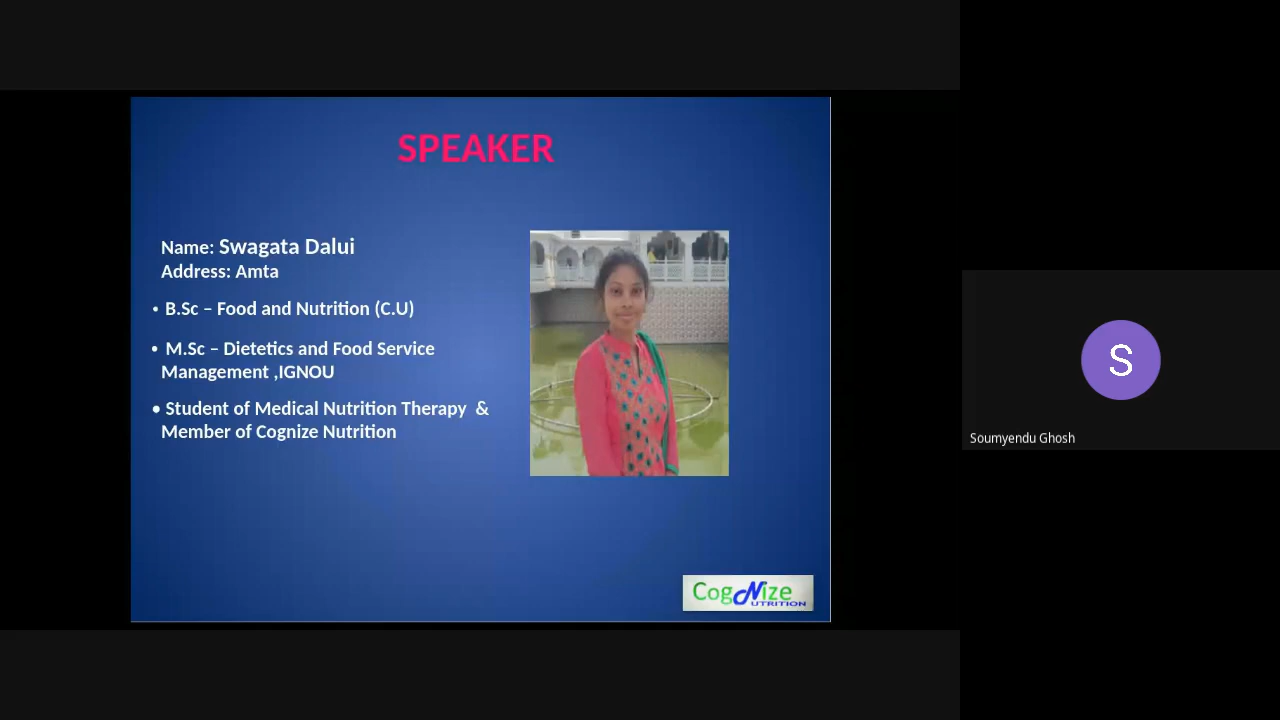 SPEAKER
Name: Swagata Dalui
Address: Amta
• B.Sc – Food and Nutrition (C.U)
• M.Sc – Dietetics and Food Service
Management ,IGNOU
• Student of Medical Nutrition Therapy &
Member of Cognize Nutrition
CogNize
UTRITION
S
Soumyendu Ghosh